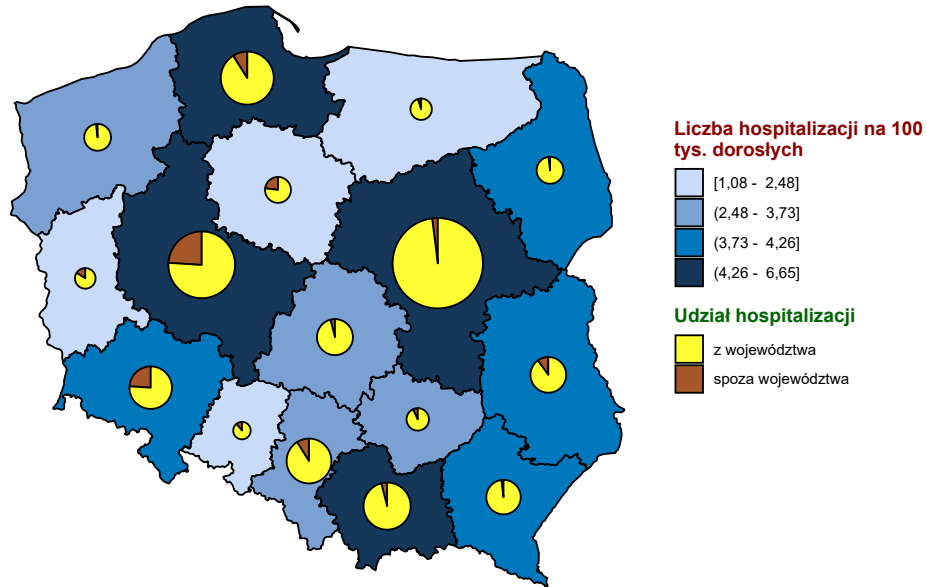 Liczba hospitalizacji na 100
tys. dorosłych
[1,08 - 2,48]
(2,48 - 3,73]
(3,73 - 4,26]
(4,26 - 6,65]
Udział hospitalizacji
z województwa
spoza województwa